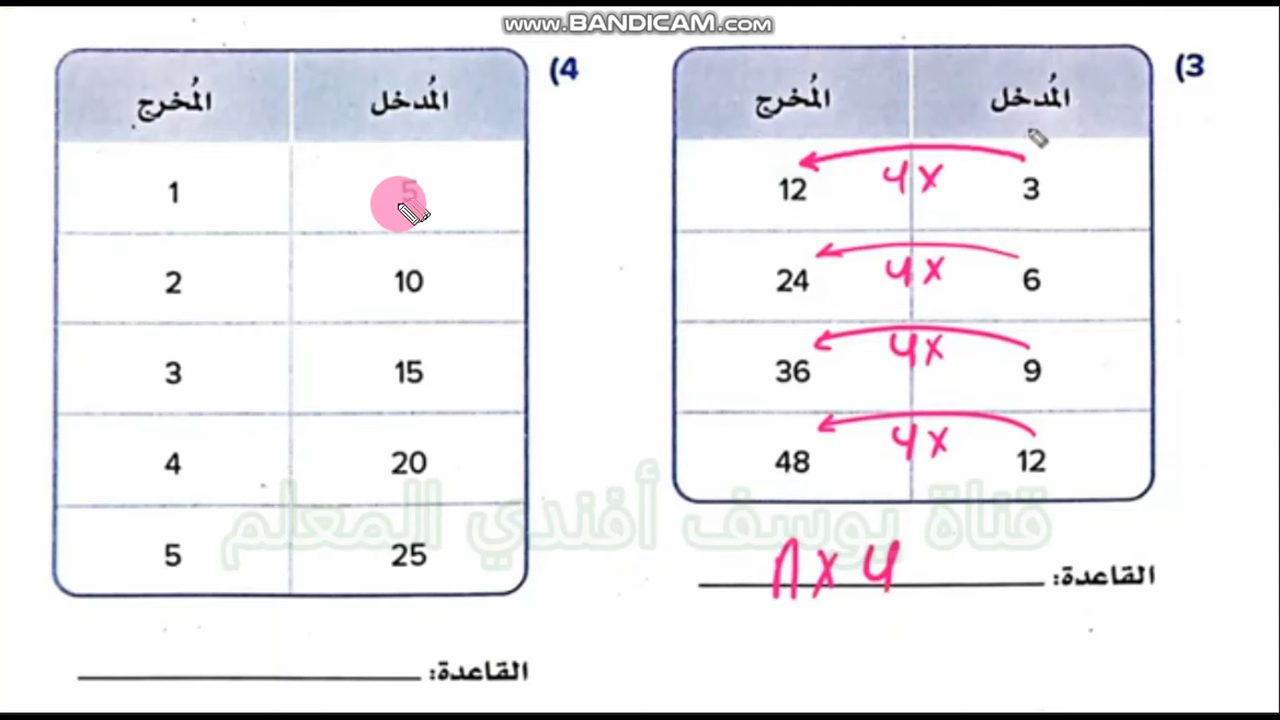 WWW.BANDICAM.COM
3)
المُدخل المُخرج
3 4x 12
6 4x 24
9 4x 36
12 4x 48
القاعدة: n x 4
4)
المُدخل المُخرج
5 1
10 2
15 3
20 4
25 5
القاعدة:
قناة يوسف أفندي المعلم